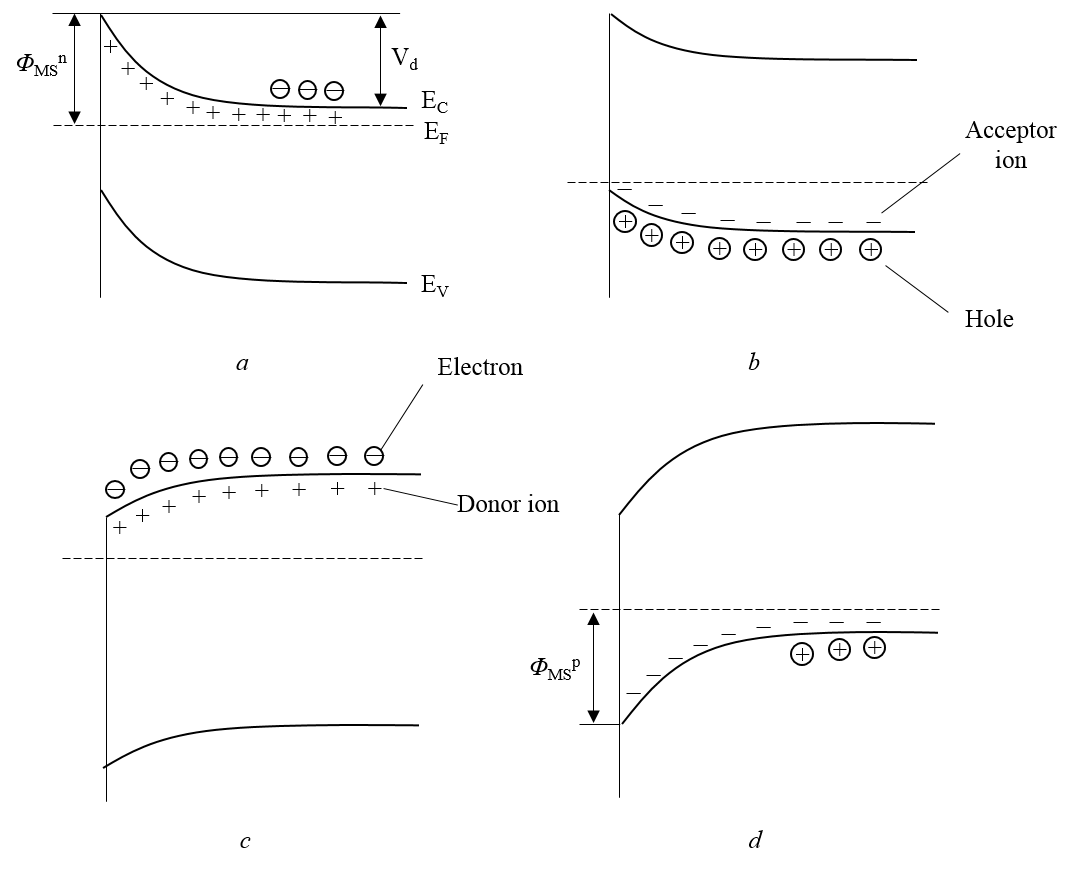 Φ_MS^n
V_d
E_C
E_F
E_V
a
Acceptor
ion
Hole
b
Electron
Donor ion
c
Φ_MS^p
d